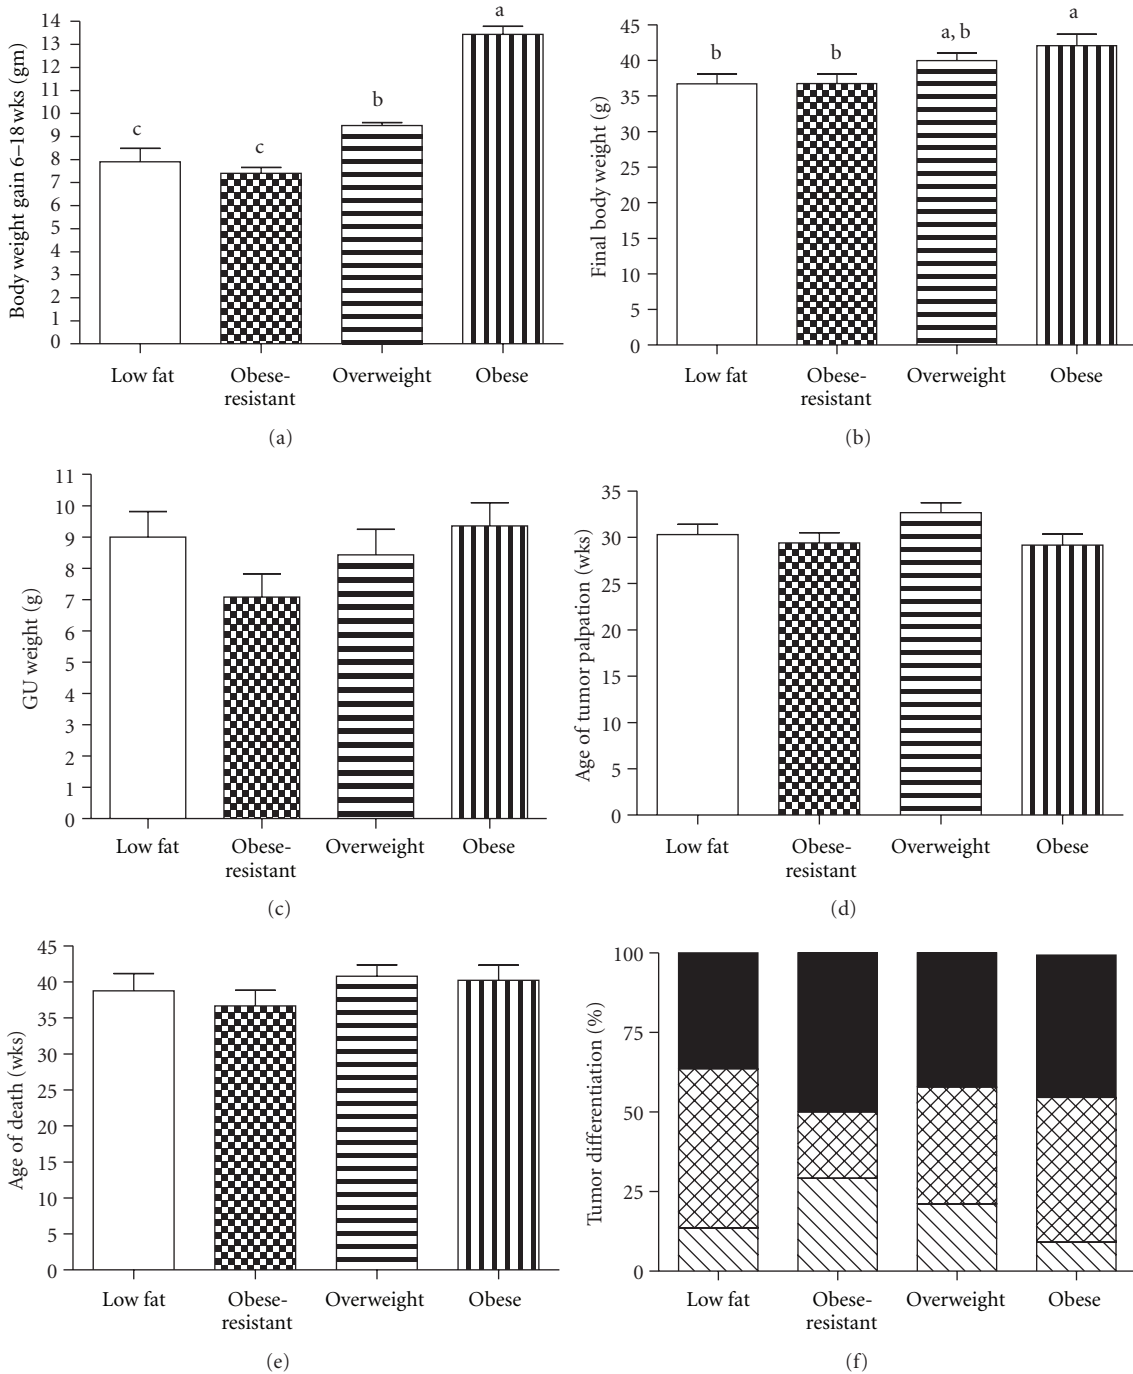 Body weight gain 6–18 wks (gm)
14
13
12
11
10
9
8
7
6
5
4
3
2
1
0
c
c
b
a
Low fat
Obese-
resistant
Overweight
Obese
(a)
Final body weight (g)
45
40
35
30
25
20
15
10
5
0
b
b
a, b
a
Low fat
Obese-
resistant
Overweight
Obese
(b)
GU weight (g)
11
10
9
8
7
6
5
4
3
2
1
0
Low fat
Obese-
resistant
Overweight
Obese
(c)
Age of tumor palpation (wks)
35
30
25
20
15
10
5
0
Low fat
Obese-
resistant
Overweight
Obese
(d)
Age of death (wks)
45
40
35
30
25
20
15
10
5
0
Low fat
Obese-
resistant
Overweight
Obese
(e)
Tumor differentiation (%)
100
75
50
25
0
Low fat
Obese-
resistant
Overweight
Obese
(f)